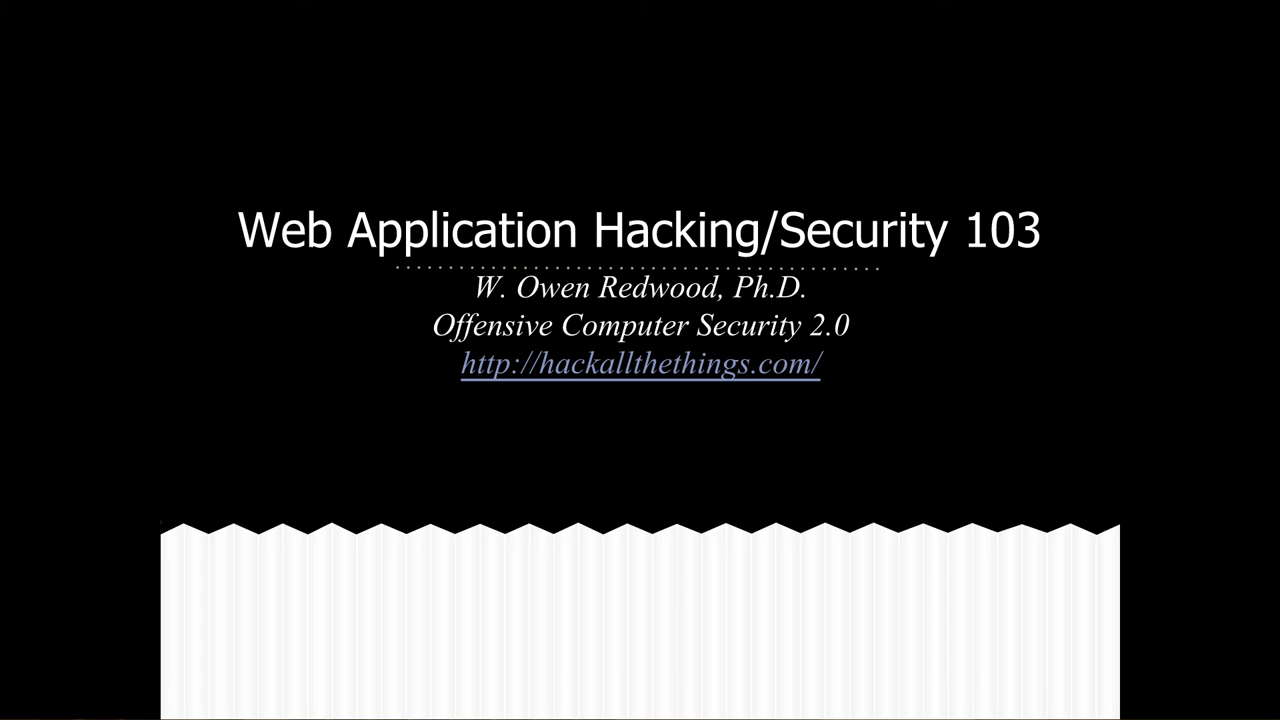 Web Application Hacking/Security 103
W. Owen Redwood, Ph.D.
Offensive Computer Security 2.0
http://hackallthethings.com/